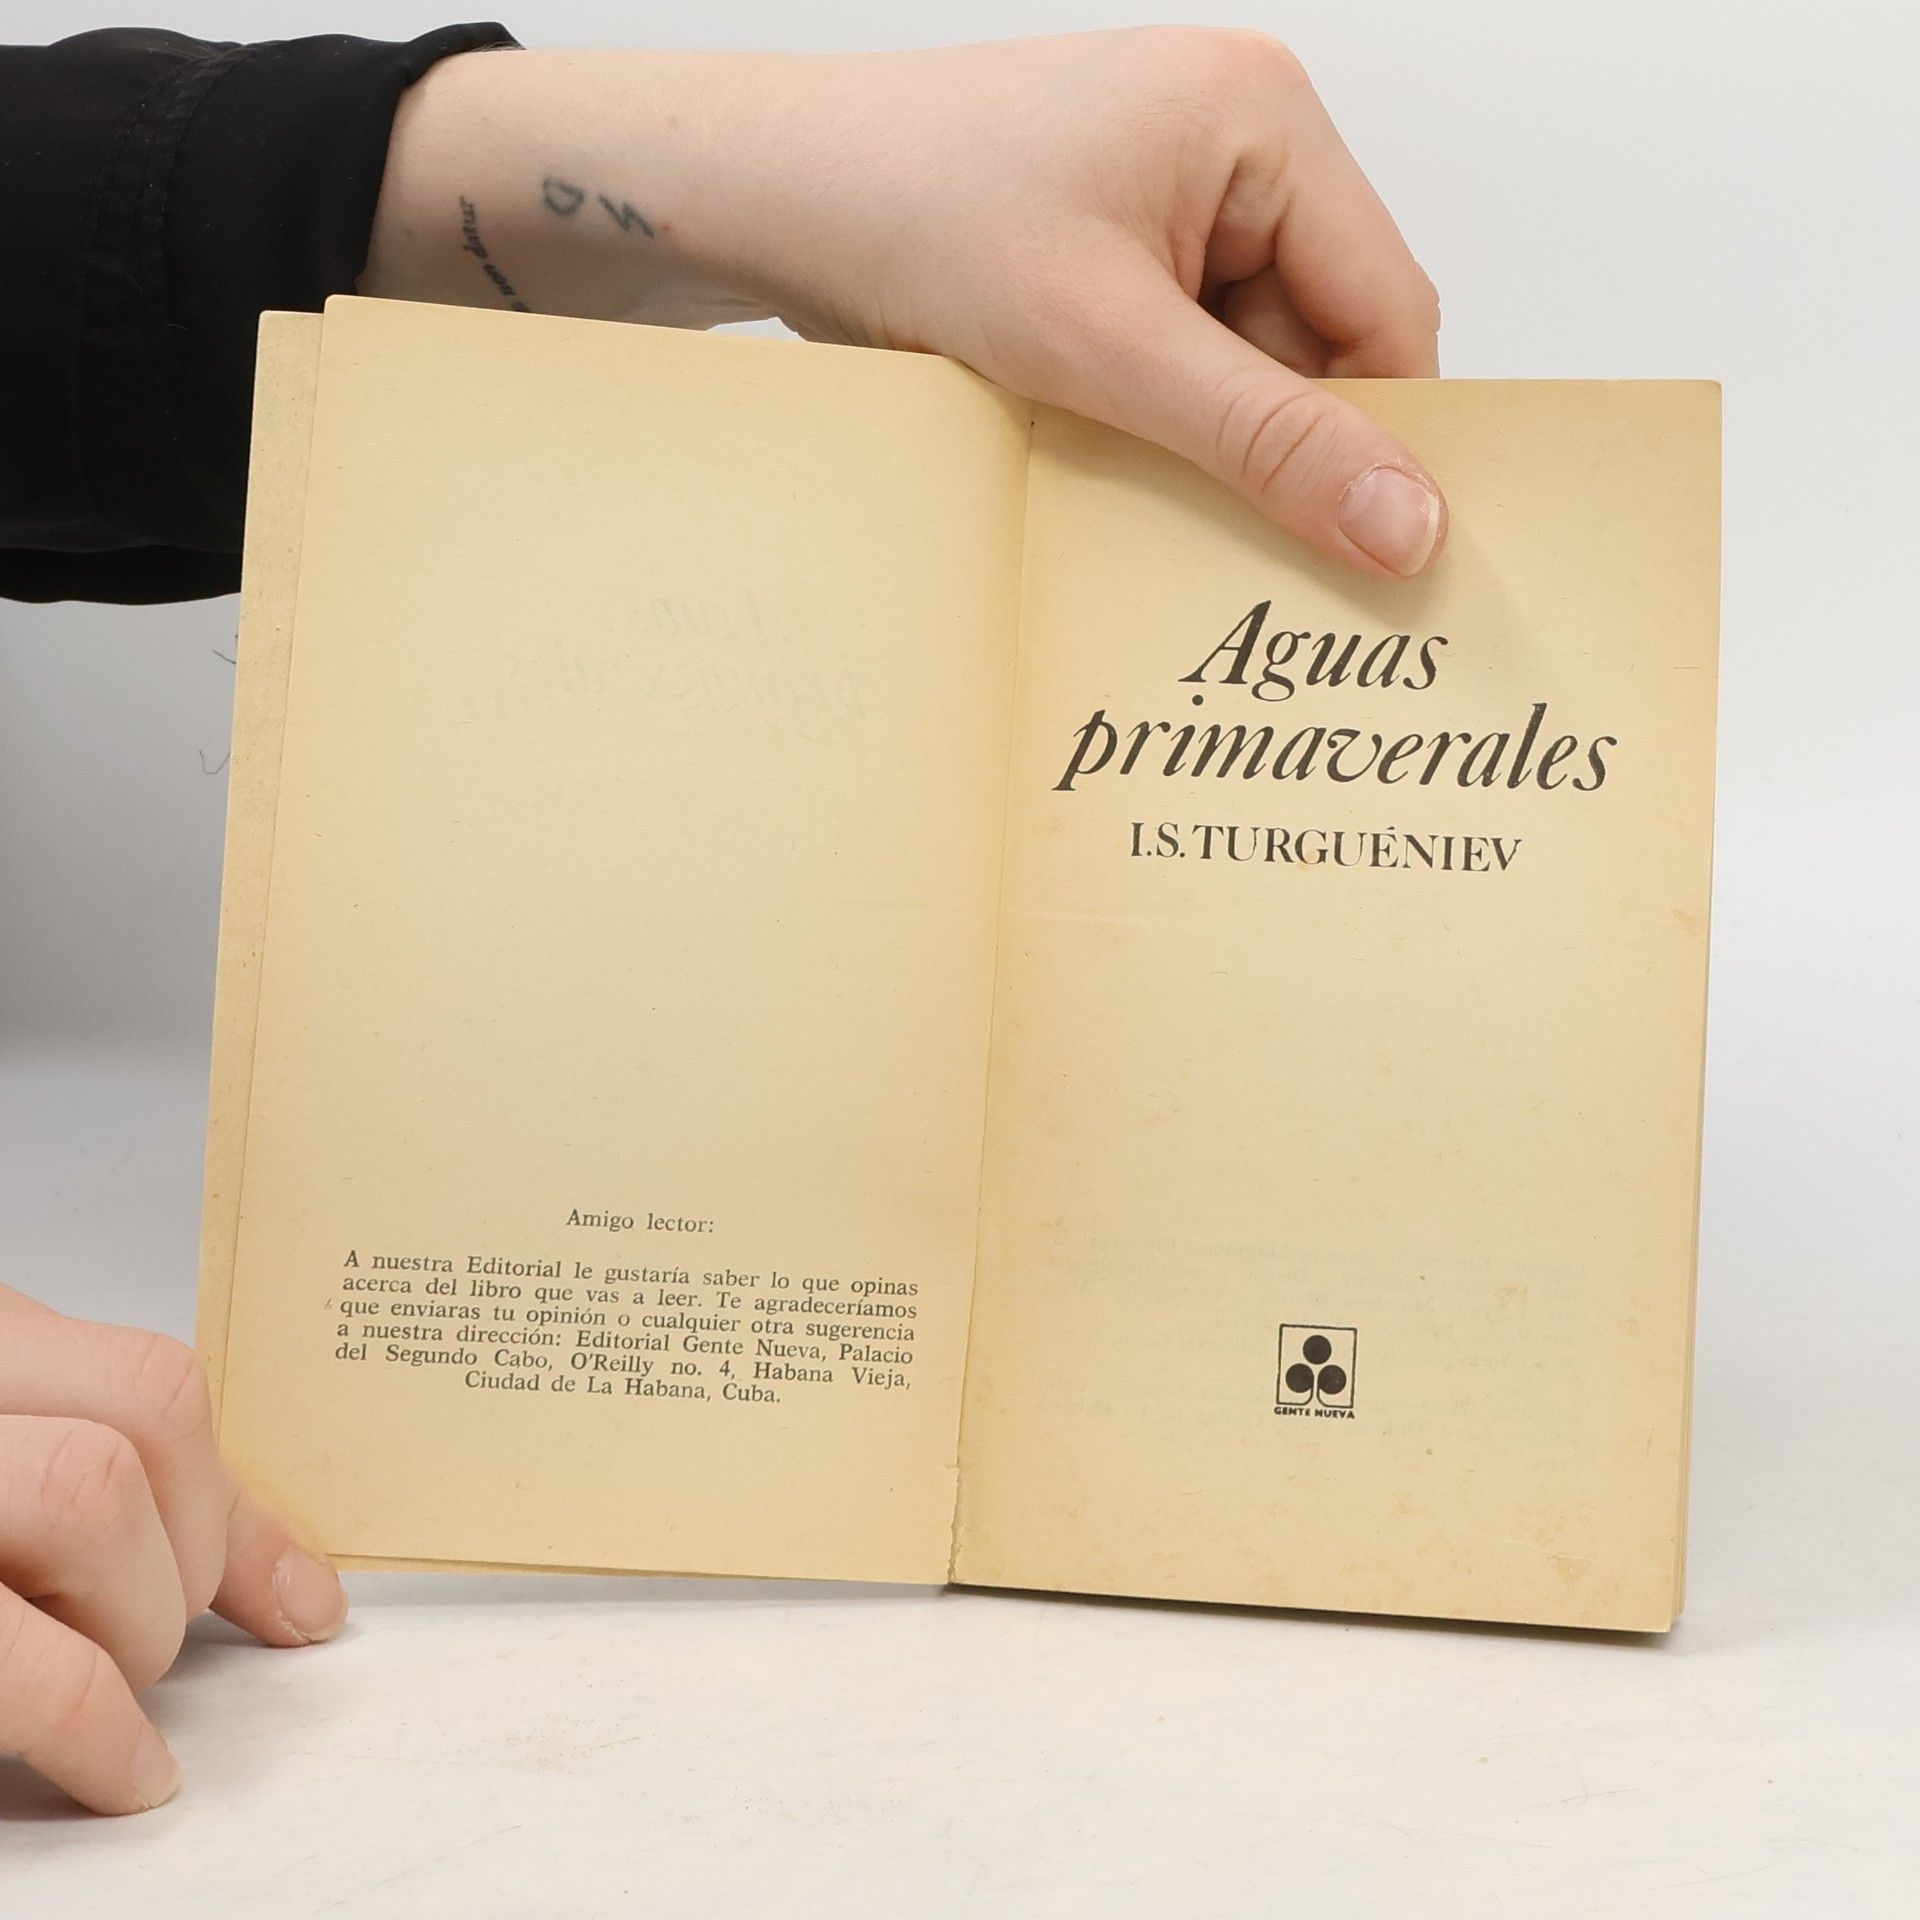 non datur
Amigo lector:
A nuestra Editorial le gustaría saber lo que opinas
acerca del libro que vas a leer. Te agradeceríamos
que enviaras tu opinión o cualquier otra sugerencia
a nuestra dirección: Editorial Gente Nueva, Palacio
del Segundo Cabo, O'Reilly no. 4, Habana Vieja,
Ciudad de La Habana, Cuba.
Aguas
primaverales
I.S.TURGUÉNIEV
GENTE NUEVA